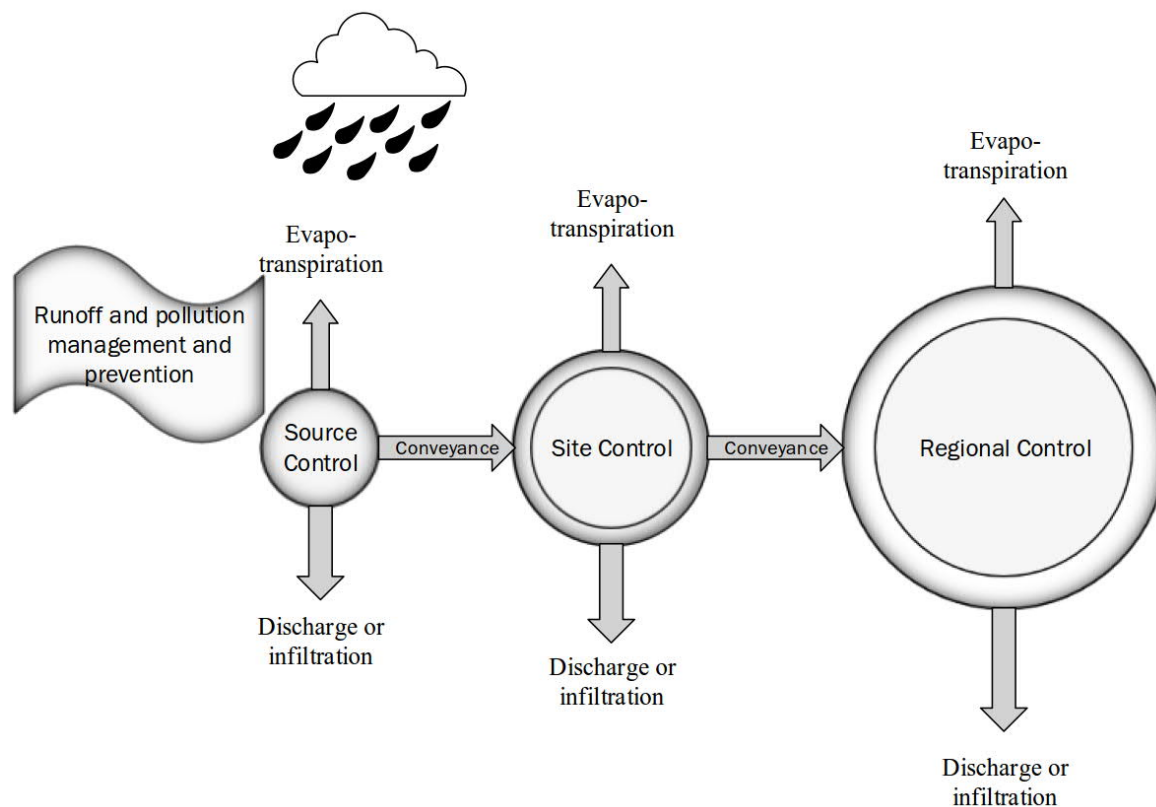 Evapo-
transpiration
Evapo-
transpiration
Evapo-
transpiration
Runoff and pollution
management and
prevention
Source
Control
Conveyance
Site Control
Conveyance
Regional Control
Discharge or
infiltration
Discharge or
infiltration
Discharge or
infiltration